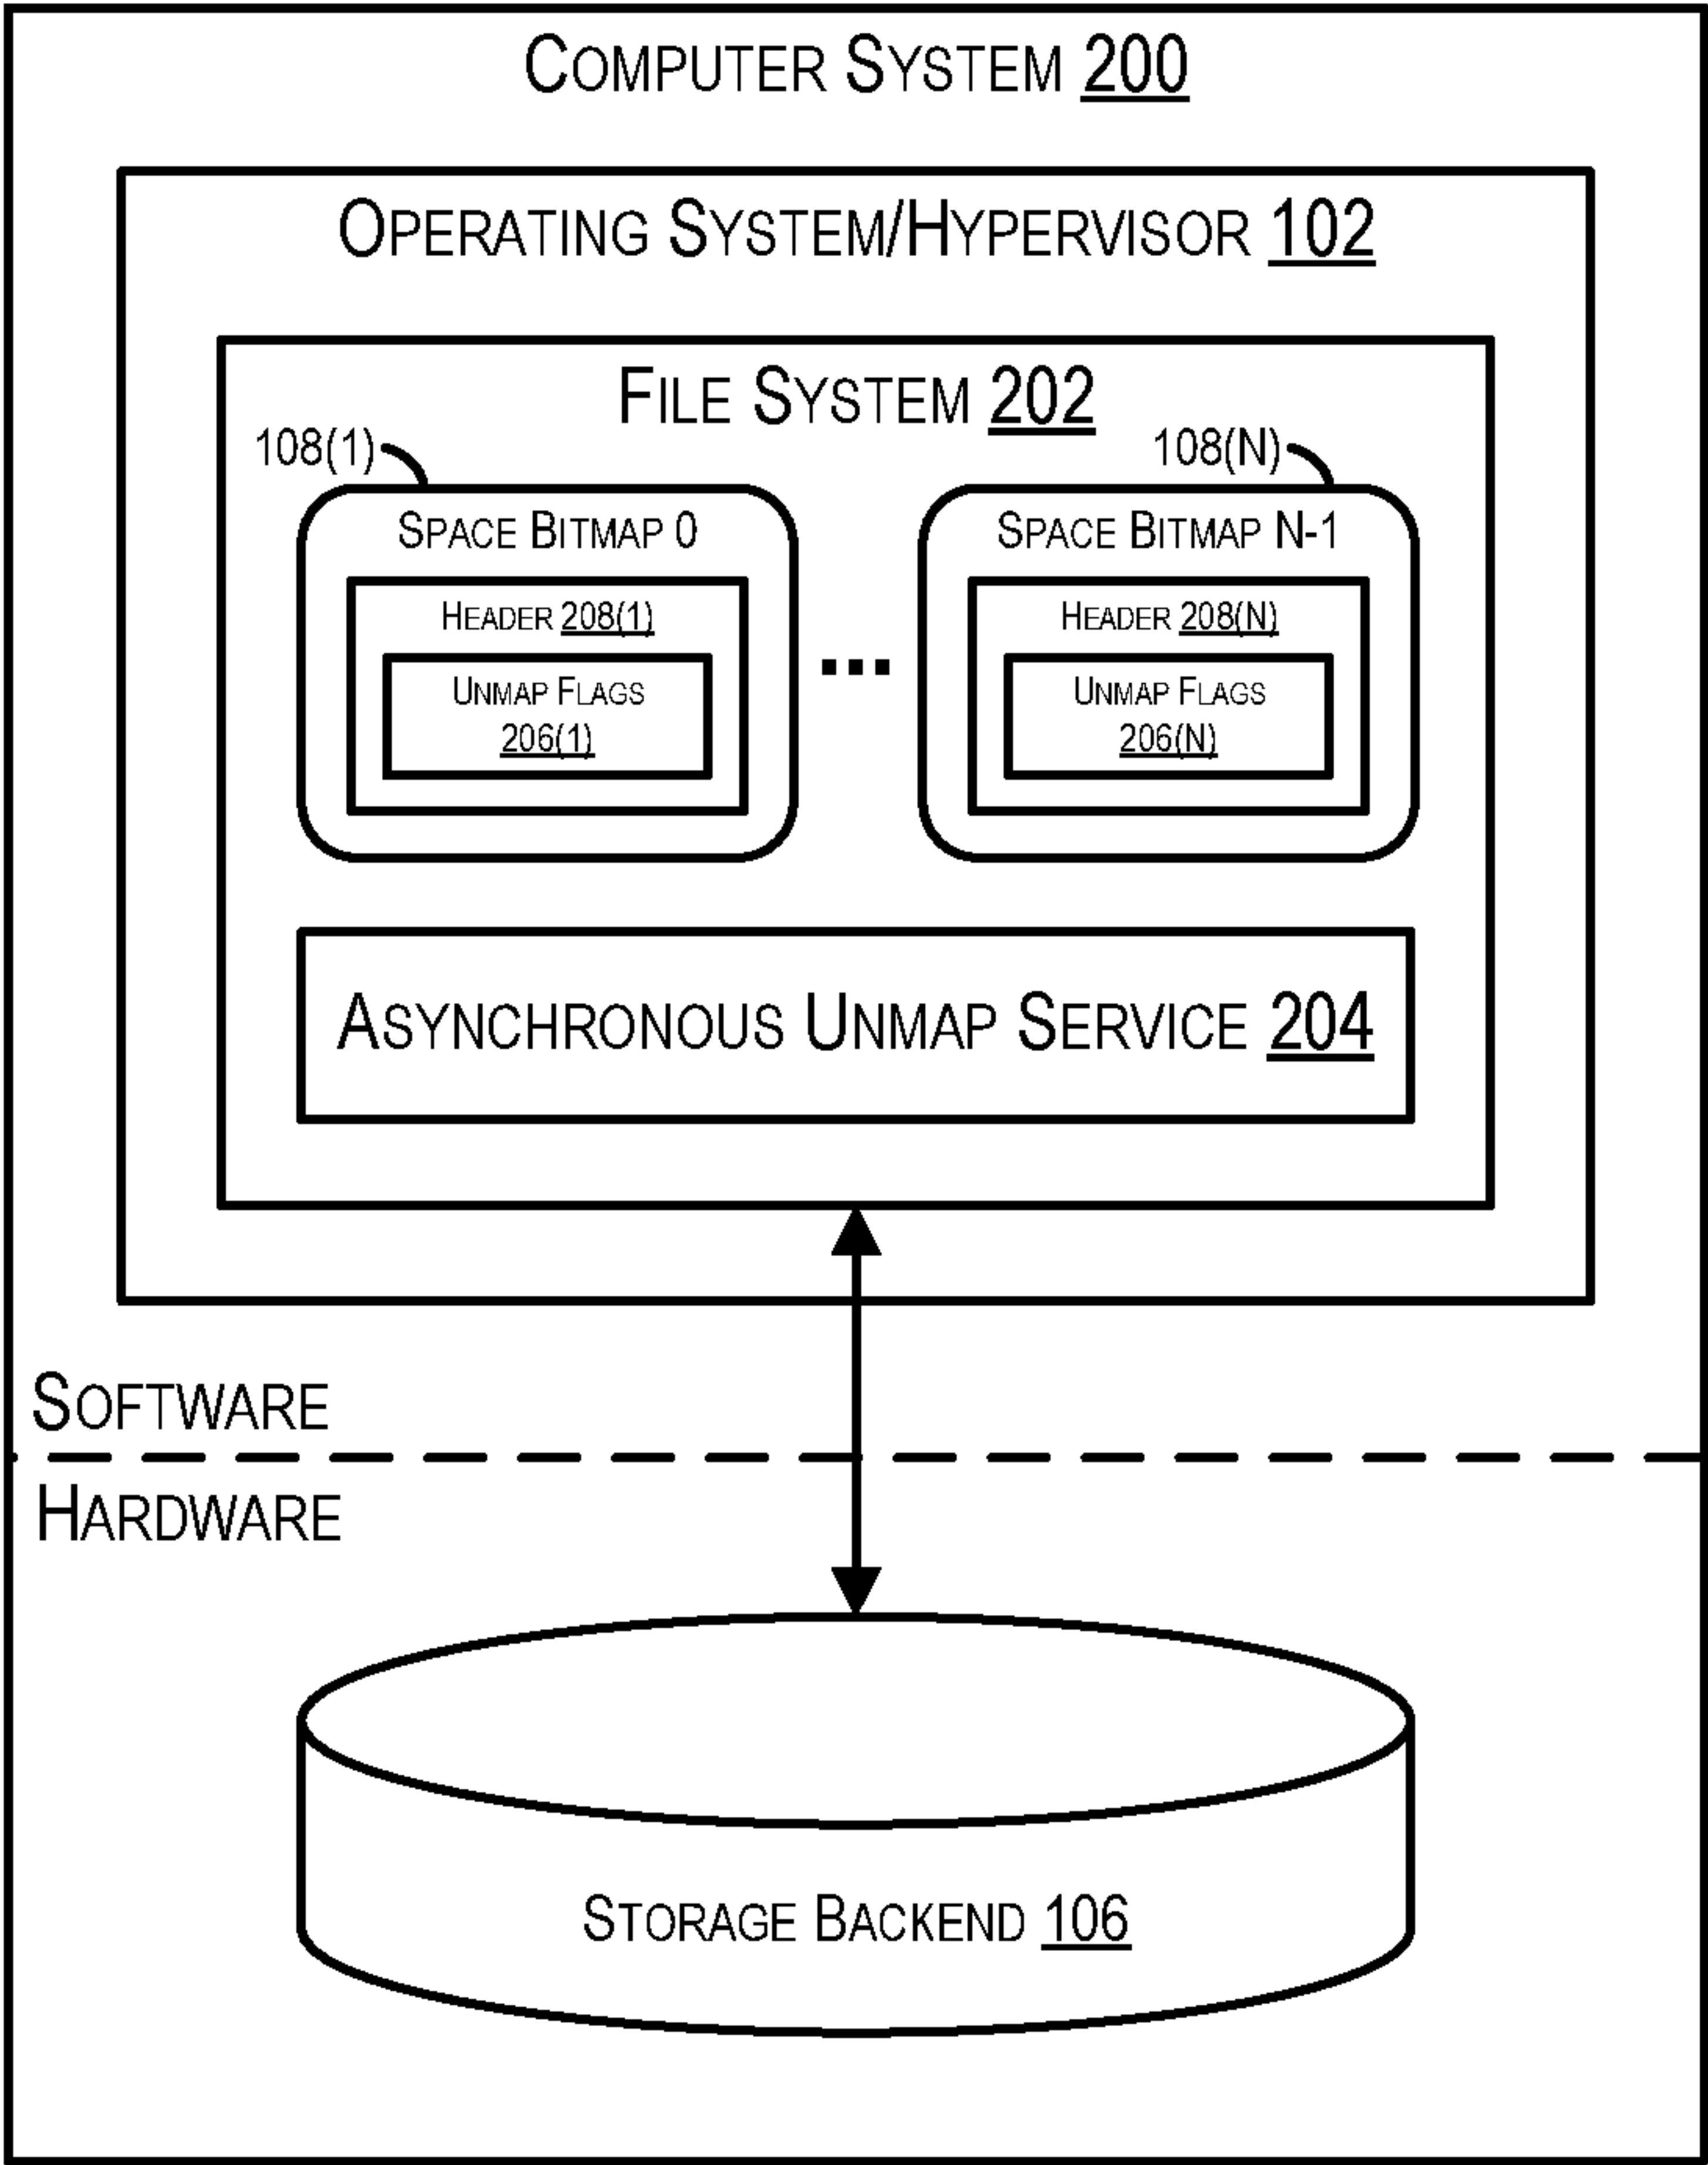 COMPUTER SYSTEM 200
OPERATING SYSTEM/HYPERVISOR 102
FILE SYSTEM 202
108(1)
108(N)
SPACE BITMAP 0
SPACE BITMAP N-1
HEADER 208(1)
HEADER 208(N)
UNMAP FLAGS
206(1)
...
UNMAP FLAGS
206(N)
ASYNCHRONOUS UNMAP SERVICE 204
SOFTWARE
HARDWARE
STORAGE BACKEND 106